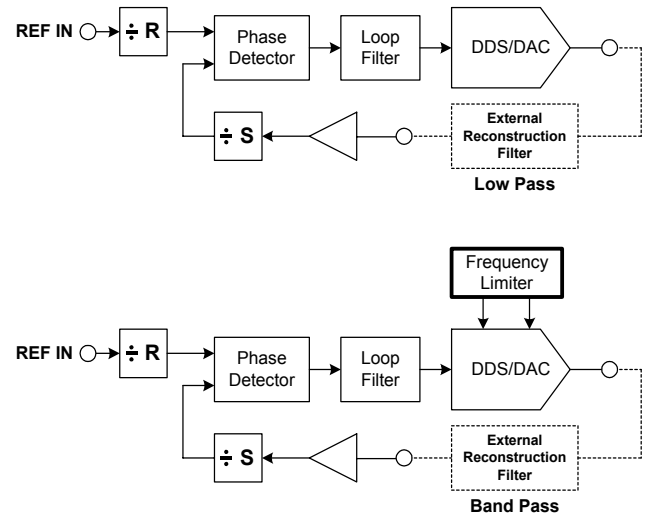 REF IN
÷ R
Phase
Detector
Loop
Filter
DDS/DAC
÷ S
External
Reconstruction
Filter
Low Pass
Frequency
Limiter
REF IN
÷ R
Phase
Detector
Loop
Filter
DDS/DAC
÷ S
External
Reconstruction
Filter
Band Pass